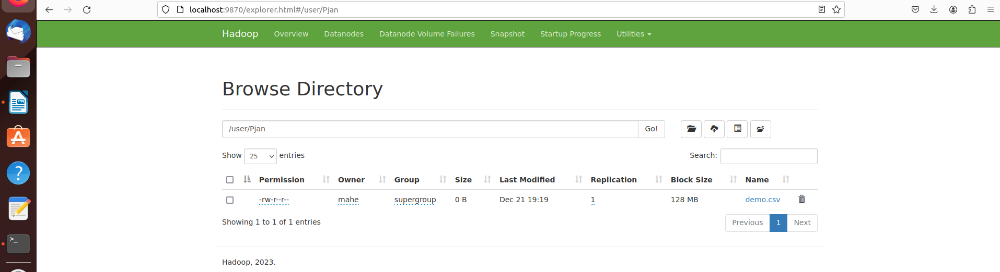 localhost:9870/explorer.html#/user/Pjan
Hadoop Overview Datanodes Datanode Volume Failures Snapshot Startup Progress Utilities
Browse Directory
/user/Pjan Go!
Show 25 entries Search:
Permission Owner Group Size Last Modified Replication Block Size Name
-rw-r--r-- mahe supergroup 0 B Dec 21 19:19 1 128 MB demo.csv
Showing 1 to 1 of 1 entries Previous 1 Next
Hadoop, 2023.